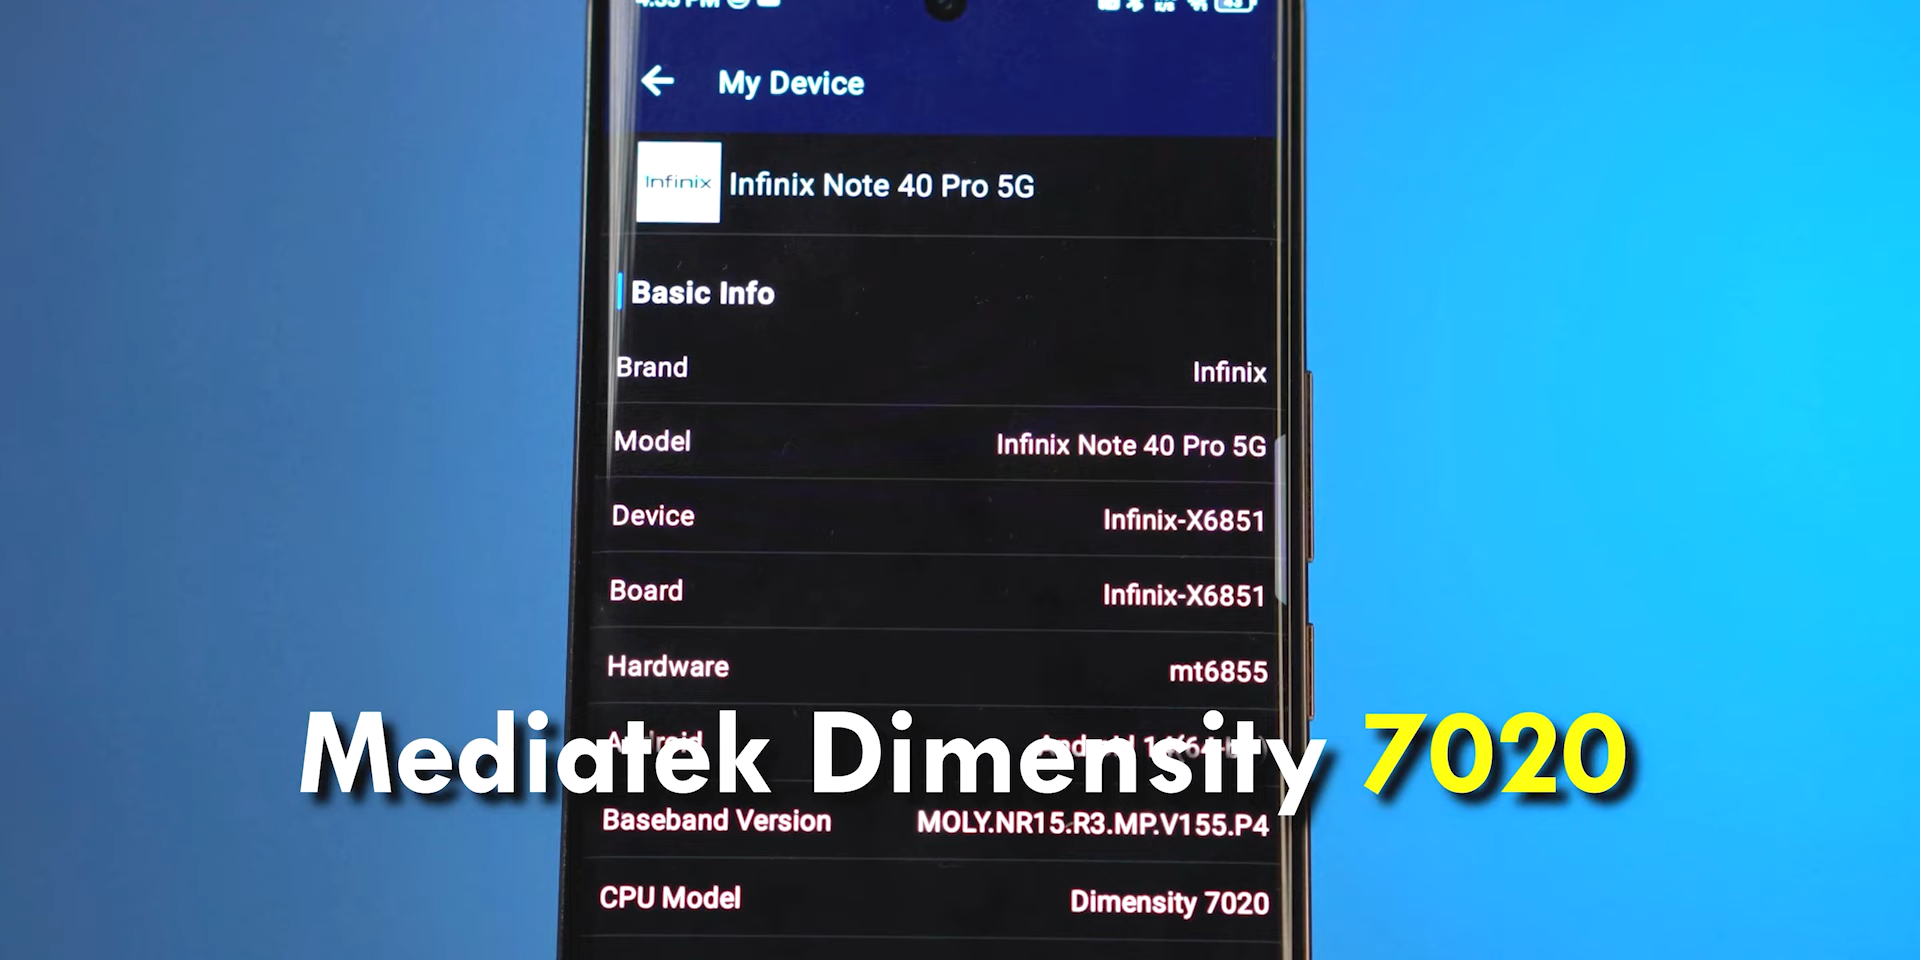 My Device
Infinix
Infinix Note 40 Pro 5G
Basic Info
Brand Infinix
Model Infinix Note 40 Pro 5G
Device Infinix-X6851
Board Infinix-X6851
Hardware mt6855
Mediatek Dimensity 7020
Baseband Version MOLY.NR15.R3.MP.V155.P4
CPU Model Dimensity 7020